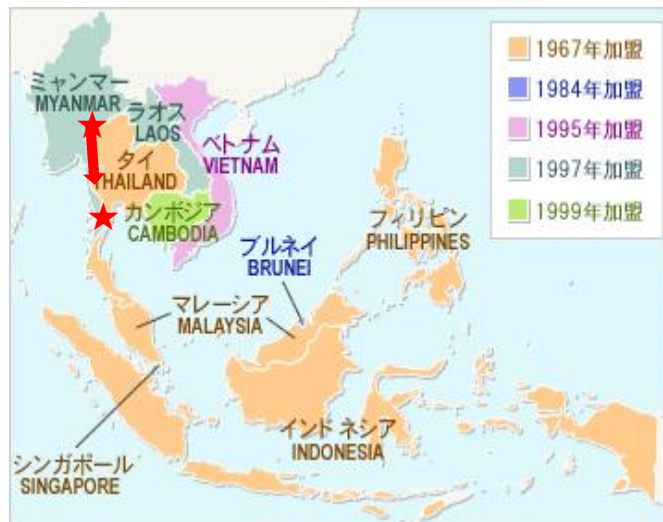 1967年加盟
1984年加盟
1995年加盟
1997年加盟
1999年加盟
ミャンマー
MYANMAR
ラオス
LAOS
ベトナム
VIETNAM
タイ
THAILAND
カンボジア
CAMBODIA
フィリピン
PHILIPPINES
ブルネイ
BRUNEI
マレーシア
MALAYSIA
インドネシア
INDONESIA
シンガポール
SINGAPORE